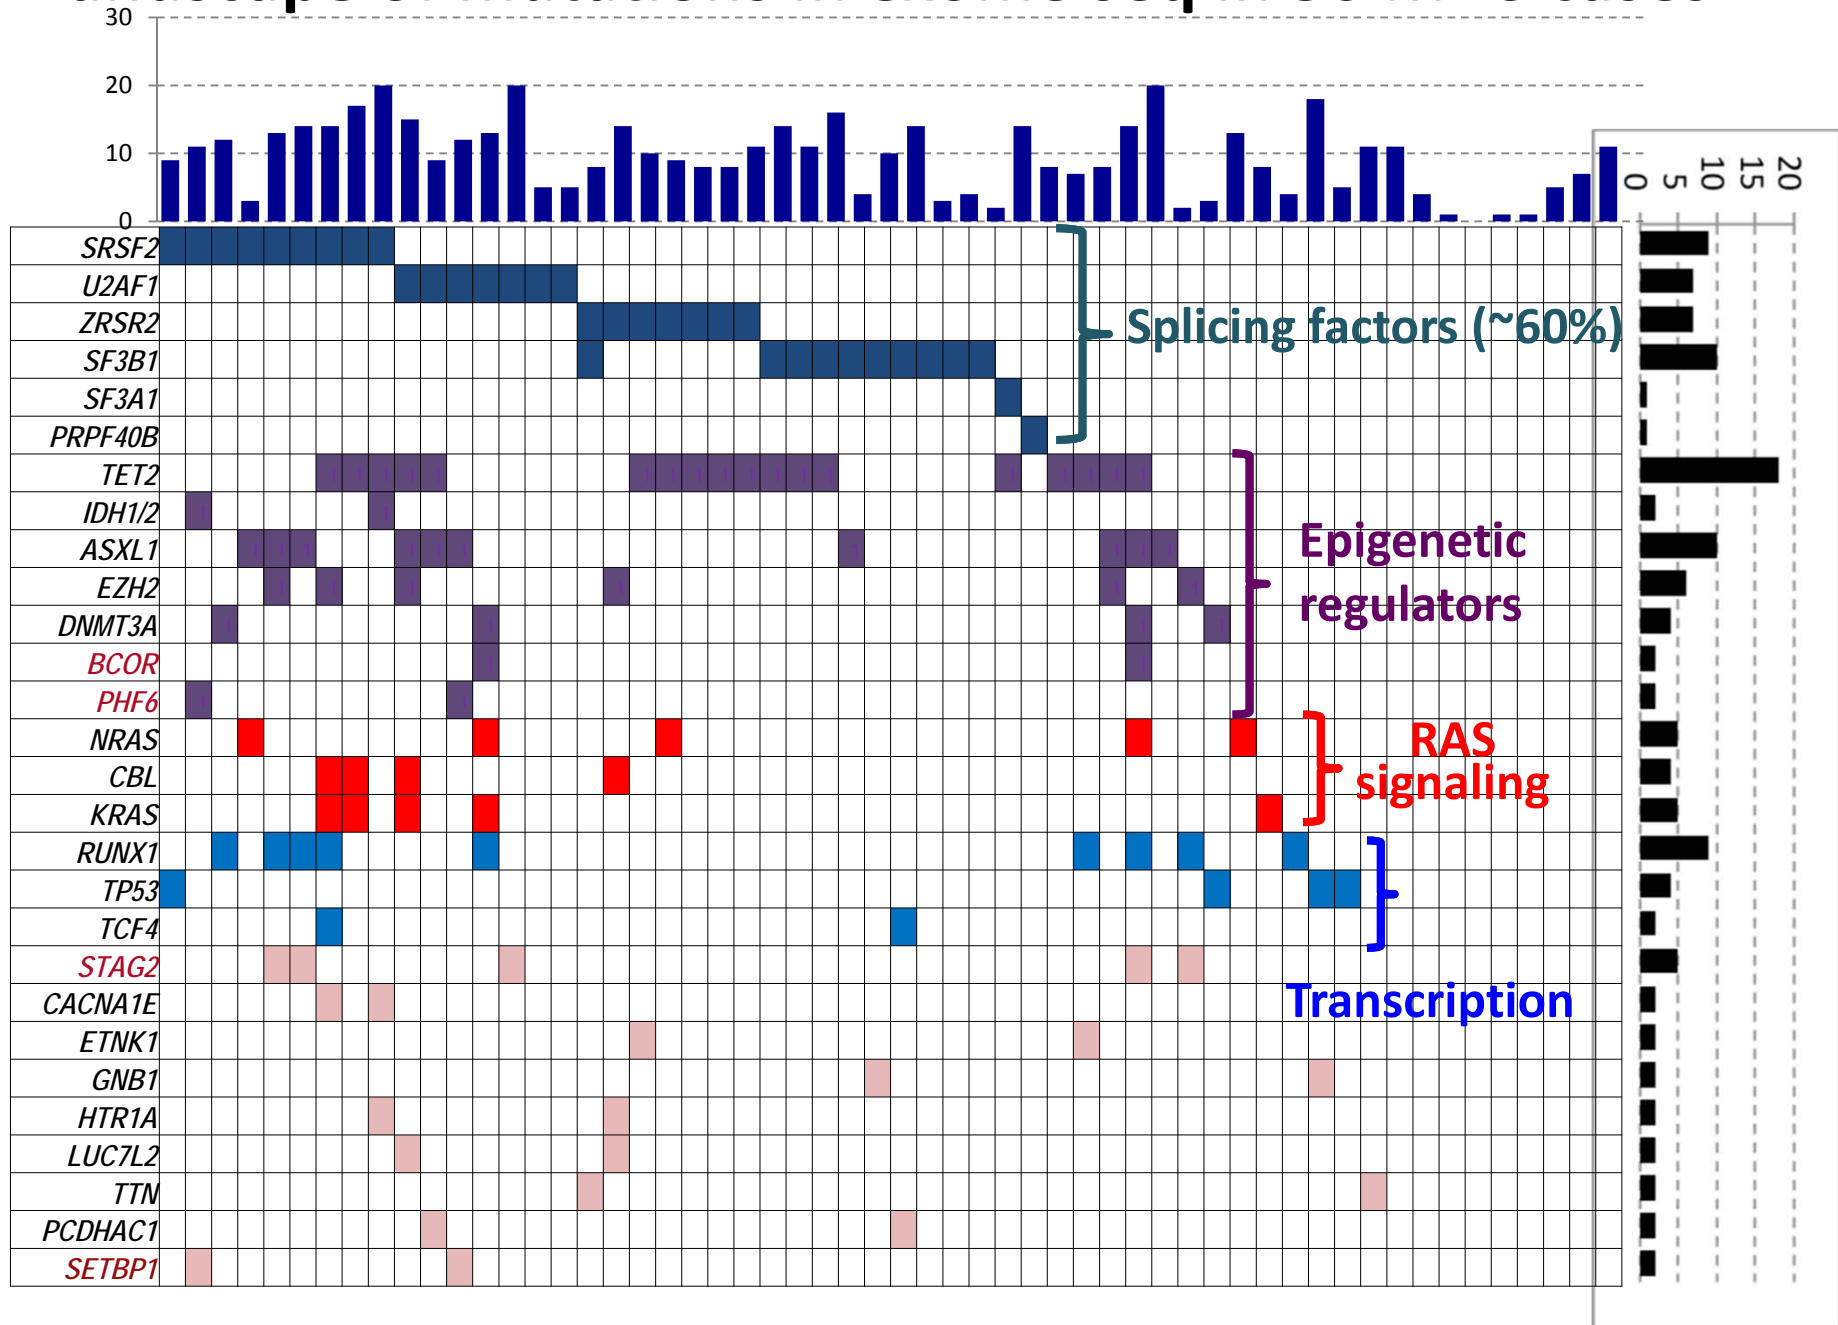 30
20
10
0
0 5 10 15 20
SRSF2
U2AF1
ZRSR2
SF3B1
SF3A1
PRPF40B
Splicing factors (~60%)
TET2
IDH1/2
ASXL1
EZH2
DNMT3A
BCOR
PHF6
Epigenetic
regulators
NRAS
CBL
KRAS
RAS
signaling
RUNX1
TP53
TCF4
STAG2
CACNA1E
Transcription
ETNK1
GNB1
HTR1A
LUC7L2
TTN
PCDHAC1
SETBP1